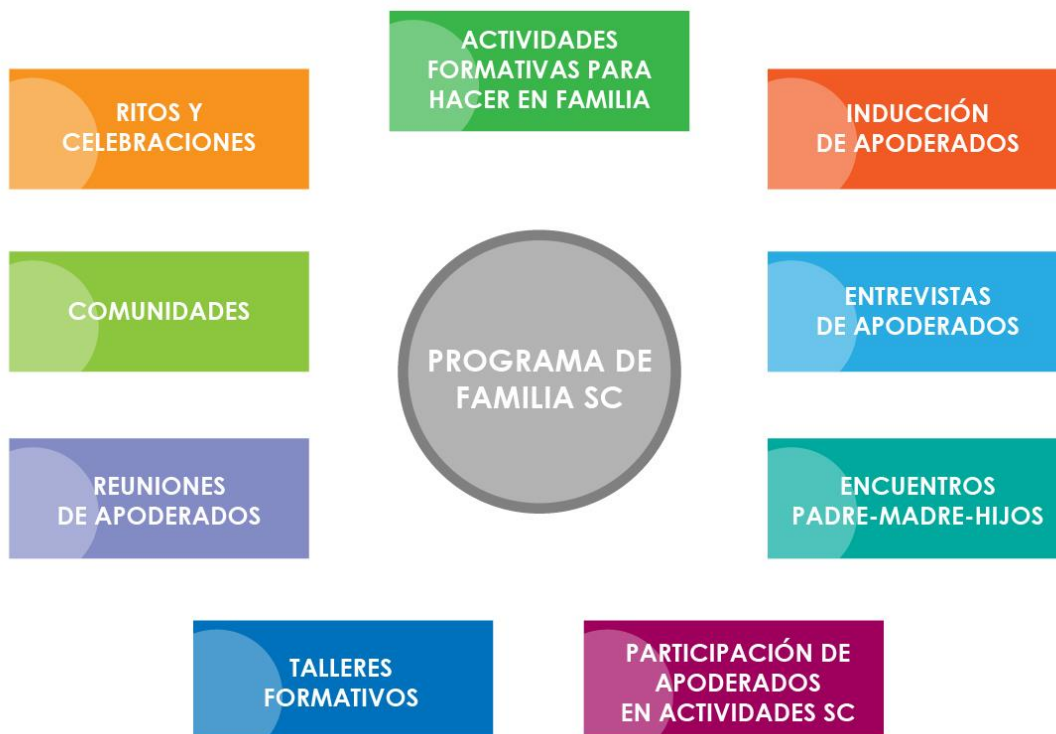 ACTIVIDADES
FORMATIVAS PARA
HACER EN FAMILIA
RITOS Y
CELEBRACIONES
INDUCCIÓN
DE APODERADOS
COMUNIDADES
ENTREVISTAS
DE APODERADOS
PROGRAMA DE
FAMILIA SC
REUNIONES
DE APODERADOS
ENCUENTROS
PADRE-MADRE-HIJOS
TALLERES
FORMATIVOS
PARTICIPACIÓN DE
APODERADOS
EN ACTIVIDADES SC